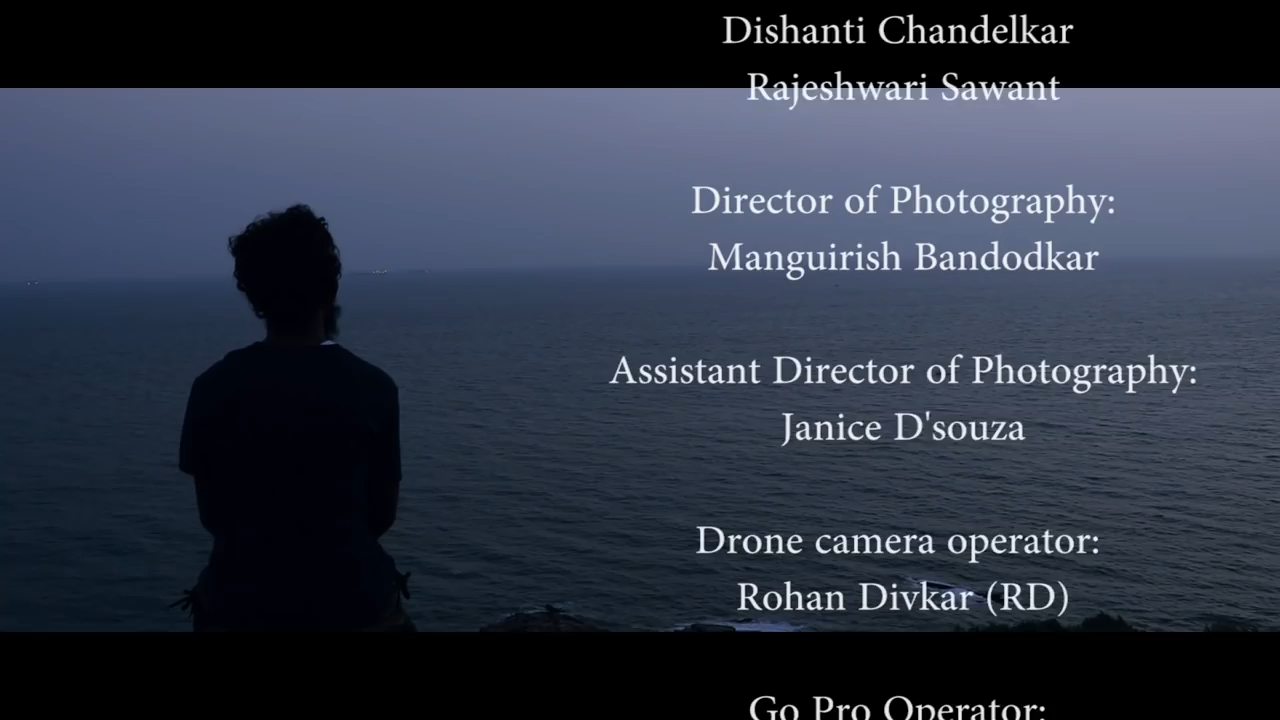 Dishanti Chandelkar
Rajeshwari Sawant
Director of Photography:
Manguirish Bandodkar
Assistant Director of Photography:
Janice D'souza
Drone camera operator:
Rohan Divkar (RD)
Go Pro Operator: